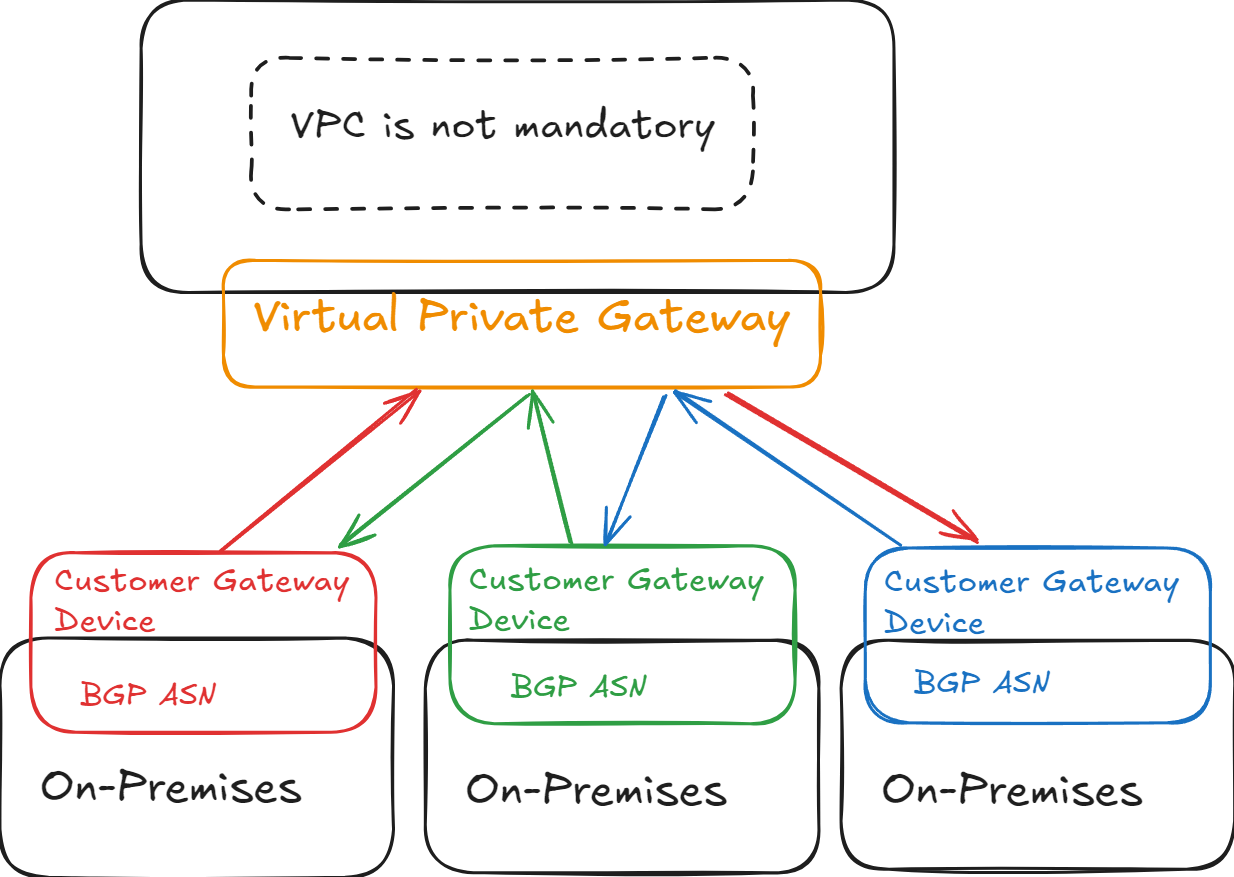 VPC is not mandatory
Virtual Private Gateway
Customer Gateway
Device
BGP ASN
On-Premises
Customer Gateway
Device
BGP ASN
On-Premises
Customer Gateway
Device
BGP ASN
On-Premises